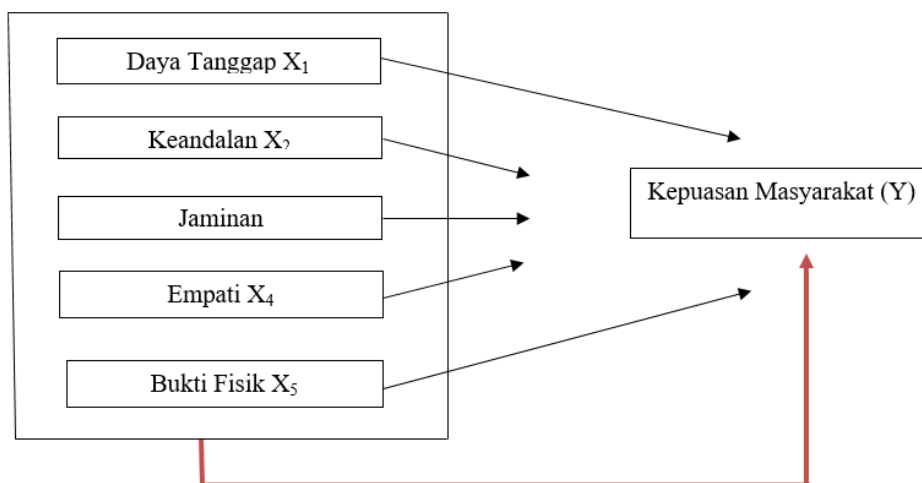 Daya Tanggap X₁
Keandalan X₂
Jaminan
Empati X₄
Bukti Fisik X₅
Kepuasan Masyarakat (Y)